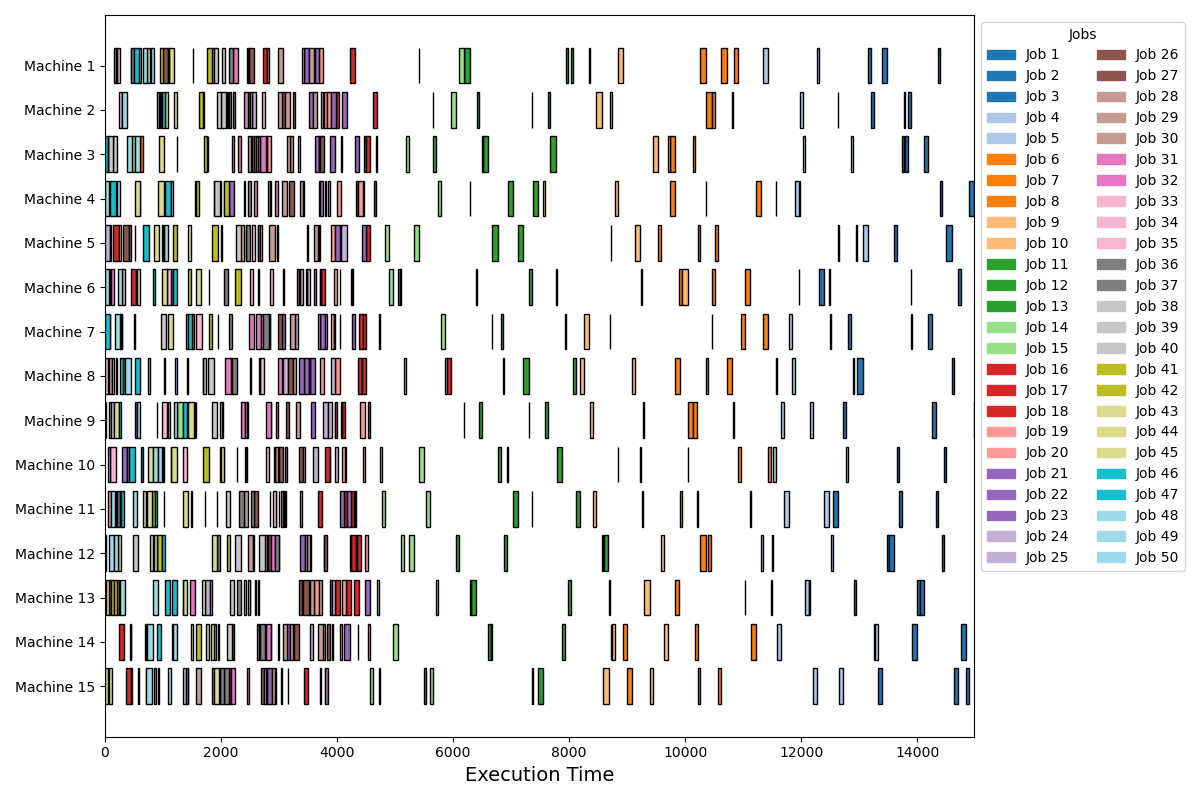 Machine 1
Machine 2
Machine 3
Machine 4
Machine 5
Machine 6
Machine 7
Machine 8
Machine 9
Machine 10
Machine 11
Machine 12
Machine 13
Machine 14
Machine 15
0 2000 4000 6000 8000 10000 12000 14000
Execution Time
Jobs
Job 1
Job 2
Job 3
Job 4
Job 5
Job 6
Job 7
Job 8
Job 9
Job 10
Job 11
Job 12
Job 13
Job 14
Job 15
Job 16
Job 17
Job 18
Job 19
Job 20
Job 21
Job 22
Job 23
Job 24
Job 25
Job 26
Job 27
Job 28
Job 29
Job 30
Job 31
Job 32
Job 33
Job 34
Job 35
Job 36
Job 37
Job 38
Job 39
Job 40
Job 41
Job 42
Job 43
Job 44
Job 45
Job 46
Job 47
Job 48
Job 49
Job 50